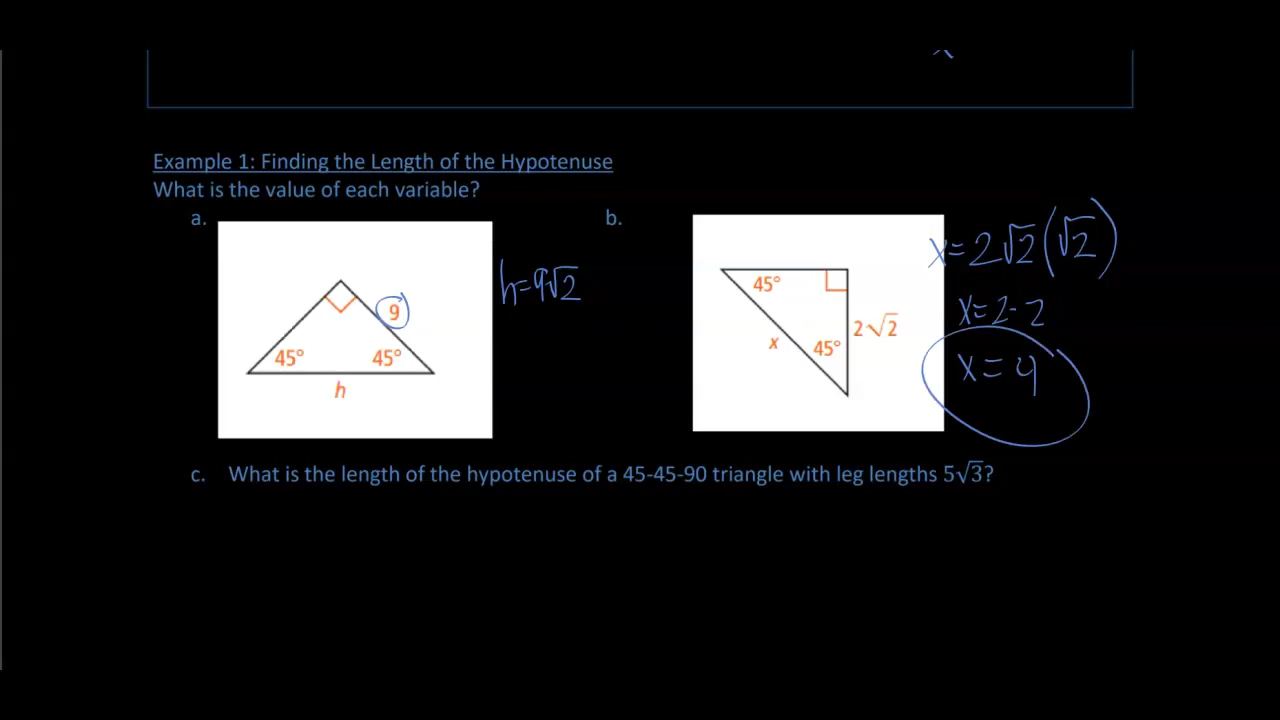 x
Example 1: Finding the Length of the Hypotenuse
What is the value of each variable?
a.
9
45° 45°
h
h=9√2
b.
45°
2√2
x 45°
x=2√2(√2)
x=2·2
x=4
c. What is the length of the hypotenuse of a 45-45-90 triangle with leg lengths 5√3?